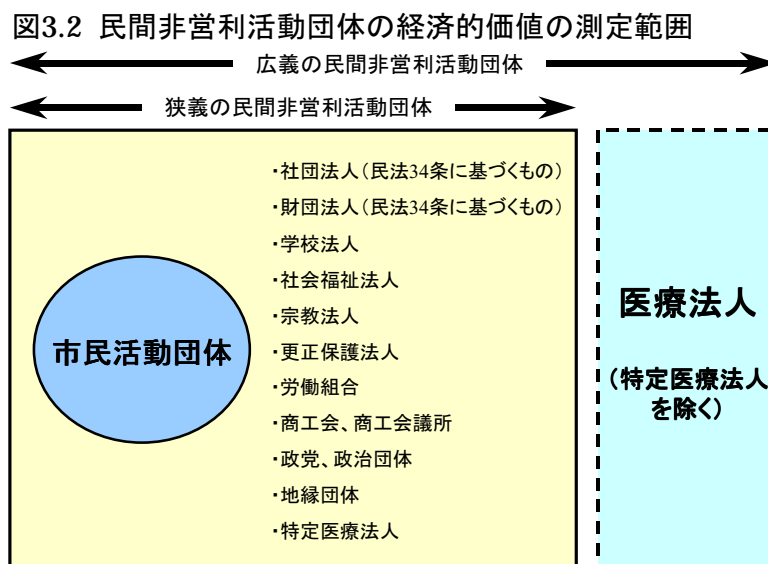 図3.2 民間非営利活動団体の経済的価値の測定範囲
広義の民間非営利活動団体
狭義の民間非営利活動団体
・社団法人(民法34条に基づくもの)
・財団法人(民法34条に基づくもの)
・学校法人
・社会福祉法人
・宗教法人
・更正保護法人
・労働組合
・商工会、商工会議所
・政党、政治団体
・地縁団体
・特定医療法人
市民活動団体
医療法人
(特定医療法人
を除く)